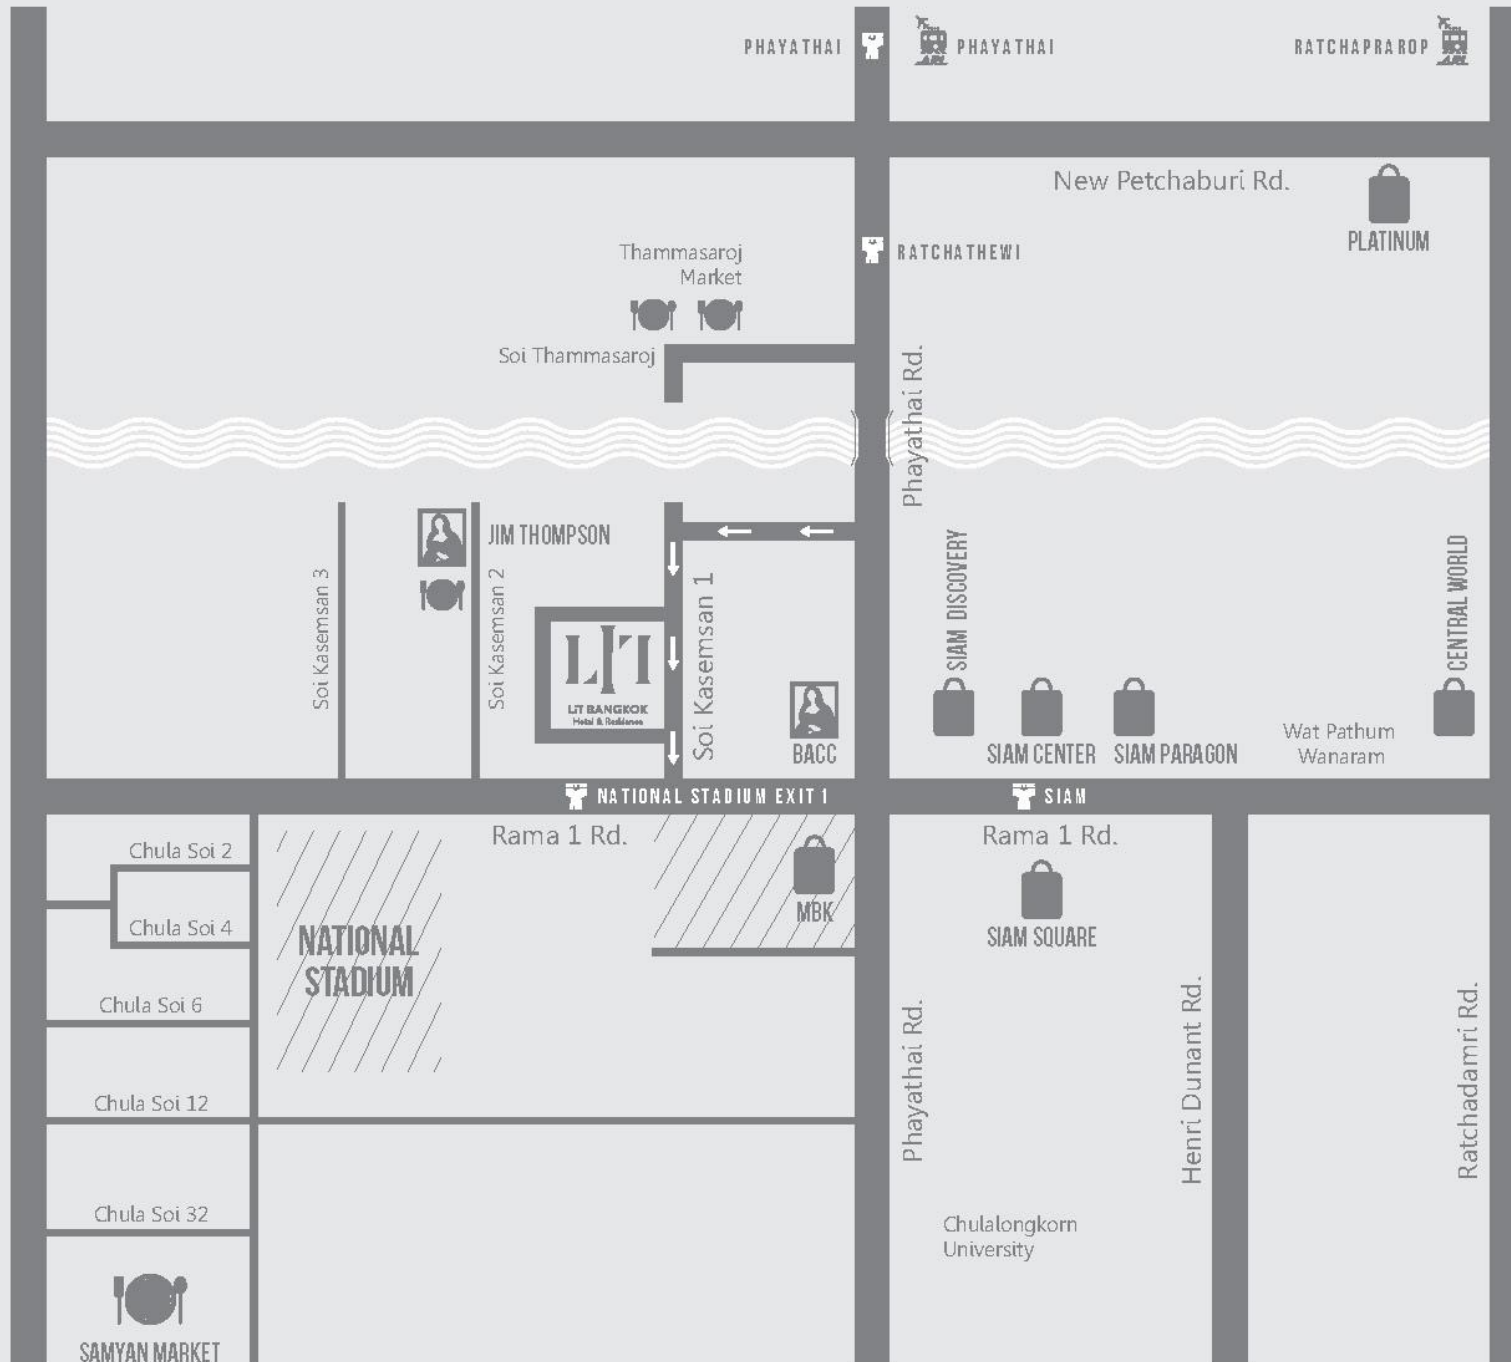 PHAYATHAI
PHAYATHAI
ARL
RATCHAPRAROP
ARL
New Petchaburi Rd.
PLATINUM
Thammasaroj
Market
RATCHATHEWI
Soi Thammasaroj
Phayathai Rd.
JIM THOMPSON
Soi Kasemsan 3
Soi Kasemsan 2
LIT
LIT BANGKOK
Hotel & Residence
Soi Kasemsan 1
BACC
SIAM DISCOVERY
SIAM CENTER
SIAM PARAGON
Wat Pathum
Wanaram
CENTRAL WORLD
NATIONAL STADIUM EXIT 1
SIAM
Rama 1 Rd.
Rama 1 Rd.
Chula Soi 2
Chula Soi 4
Chula Soi 6
Chula Soi 12
Chula Soi 32
NATIONAL
STADIUM
MBK
SIAM SQUARE
Phayathai Rd.
Henri Dunant Rd.
Ratchadamri Rd.
Chulalongkorn
University
SAMYAN MARKET